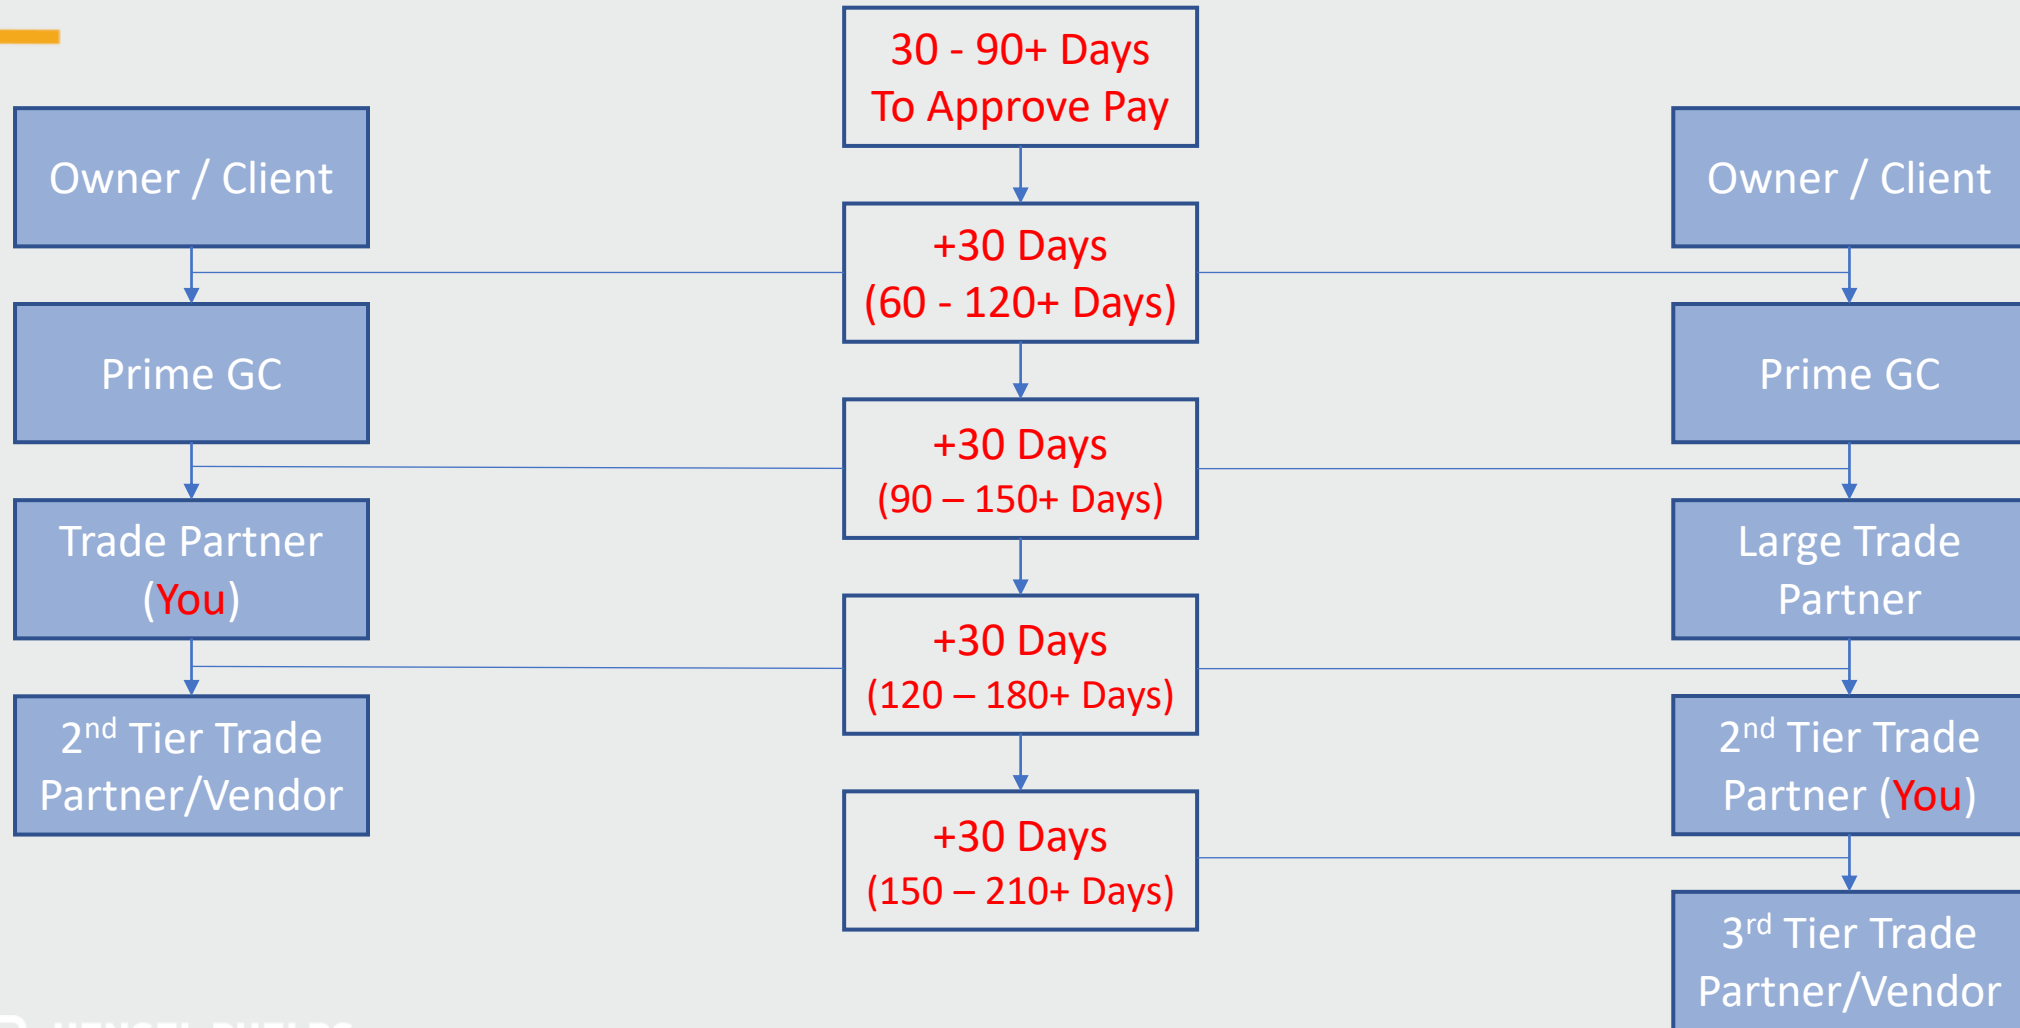 30 - 90+ Days
To Approve Pay
Owner / Client
Owner / Client
+30 Days
(60 - 120+ Days)
Prime GC
Prime GC
+30 Days
(90 – 150+ Days)
Trade Partner
(You)
Large Trade
Partner
+30 Days
(120 – 180+ Days)
2nd Tier Trade
Partner/Vendor
2nd Tier Trade
Partner (You)
+30 Days
(150 – 210+ Days)
3rd Tier Trade
Partner/Vendor
HENSEL PHELPS